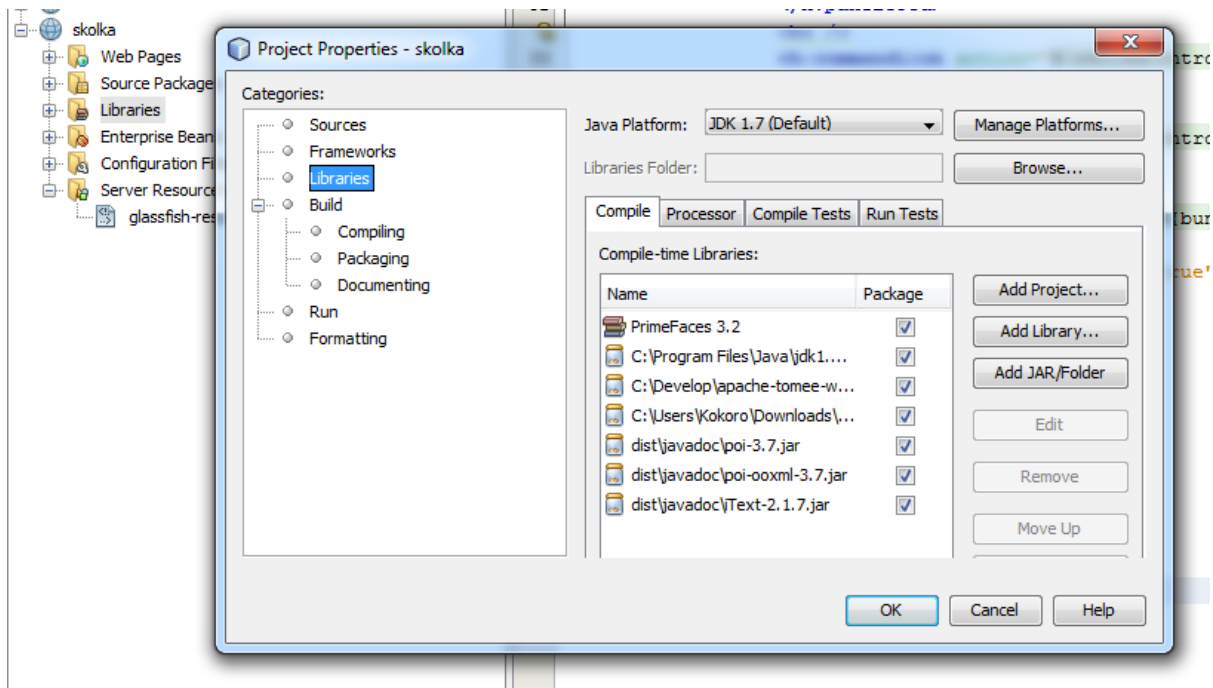 skolka
Web Pages
Source Package
Libraries
Enterprise Bean
Configuration Fi
Server Resource
glassfish-res
Project Properties - skolka
Categories:
Sources
Frameworks
Libraries
Build
Compiling
Packaging
Documenting
Run
Formatting
Java Platform: JDK 1.7 (Default) Manage Platforms...
Libraries Folder: Browse...
Compile Processor Compile Tests Run Tests
Compile-time Libraries:
Name Package
PrimeFaces 3.2
C:\Program Files\Java\jdk1....
C:\Develop\apache-tomee-w...
C:\Users\Kokoro\Downloads\...
dist\javadoc\poi-3.7.jar
dist\javadoc\poi-ooxml-3.7.jar
dist\javadoc\iText-2.1.7.jar
Add Project...
Add Library...
Add JAR/Folder
Edit
Remove
Move Up
OK Cancel Help
ntro
ntro
[bur
rue"